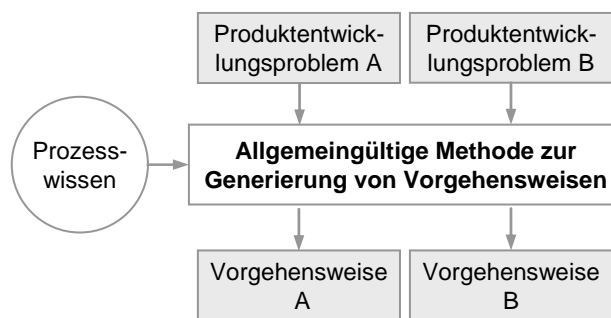 Produktentwick-
lungsproblem A
Produktentwick-
lungsproblem B
Prozess-
wissen
Allgemeingültige Methode zur
Generierung von Vorgehensweisen
Vorgehensweise
A
Vorgehensweise
B